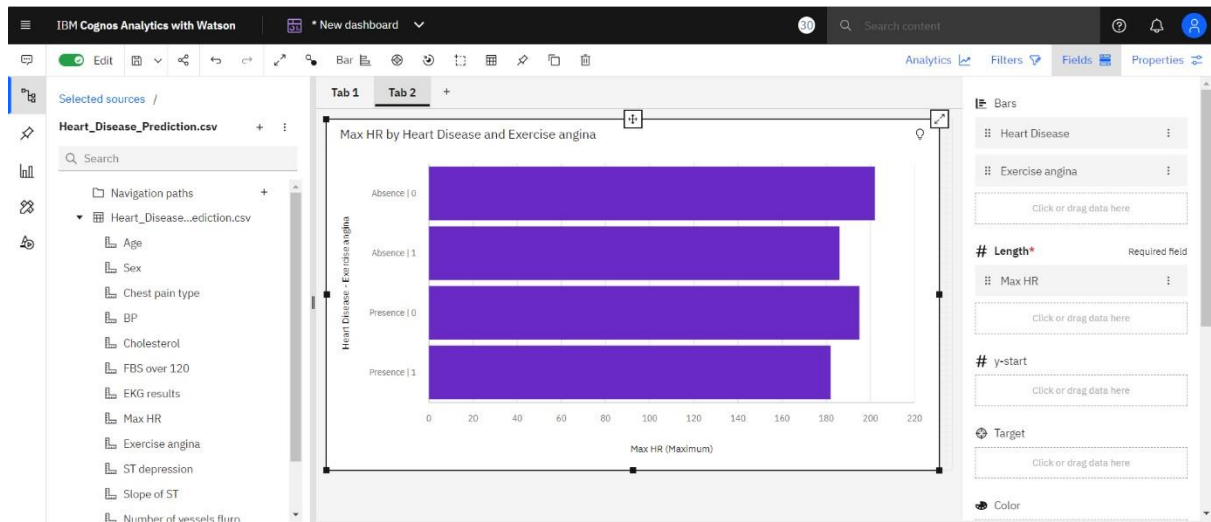 IBM Cognos Analytics with Watson
* New dashboard
30
Search content
Edit
Bar
Analytics
Filters
Fields
Properties
Selected sources /
Heart_Disease_Prediction.csv
Search
Navigation paths
Heart_Disease...ediction.csv
Age
Sex
Chest pain type
BP
Cholesterol
FBS over 120
EKG results
Max HR
Exercise angina
ST depression
Slope of ST
Number of vessels fluro
Tab 1 Tab 2 +
Max HR by Heart Disease and Exercise angina
Heart Disease - Exercise angina
Absence | 0
Absence | 1
Presence | 0
Presence | 1
0 20 40 60 80 100 120 140 160 180 200 220
Max HR (Maximum)
Bars
Heart Disease
Exercise angina
Click or drag data here
# Length* Required field
Max HR
Click or drag data here
# y-start
Click or drag data here
Target
Click or drag data here
Color